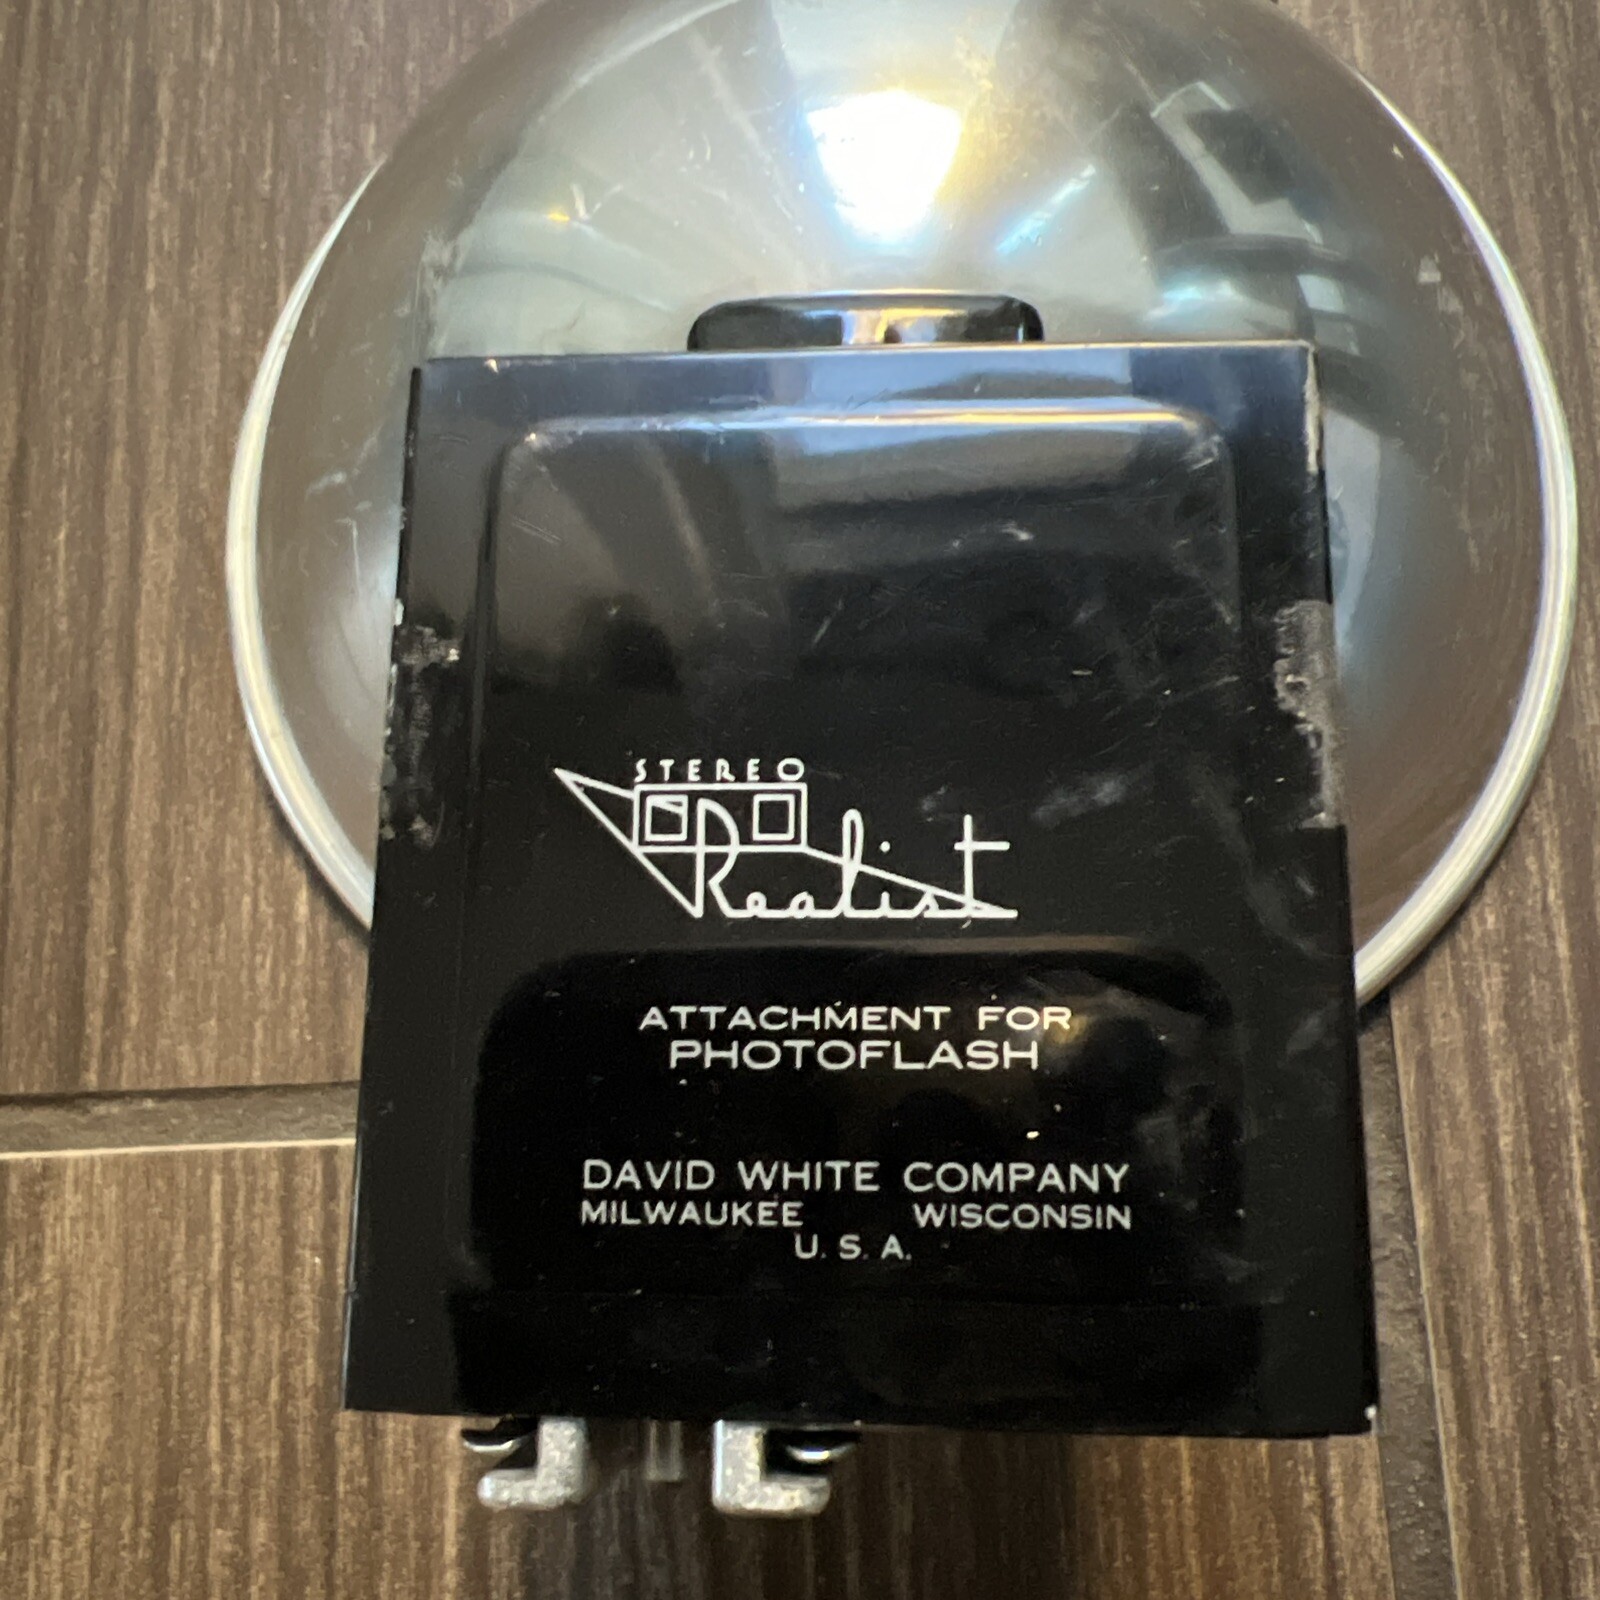 STEREO
Realist
ATTACHMENT FOR
PHOTOFLASH
DAVID WHITE COMPANY
MILWAUKEE WISCONSIN
U. S. A.